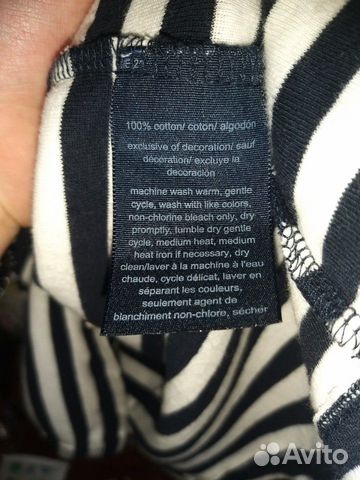 100% cotton/ coton/ algodón
exclusive of decoration/ sauf
décoration/ excluye la
decoración
machine wash warm, gentle
cycle, wash with like colors,
non-chlorine bleach only, dry
promptly, tumble dry gentle
cycle, medium heat, medium
heat iron if necessary, dry
clean/laver à la machine à l'eau
chaude, cycle délicat, laver en
séparant les couleurs,
seulement agent de
blanchiment non-chlore, sécher
Avito